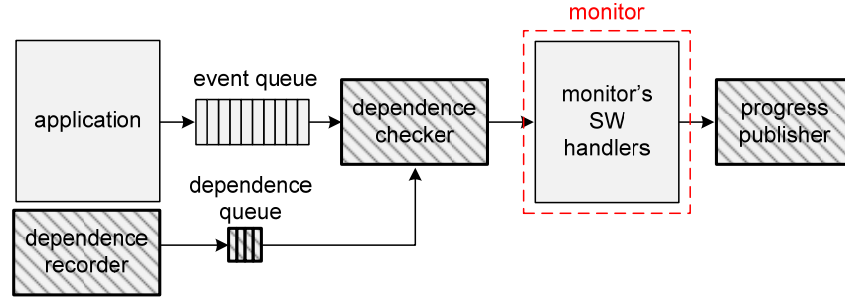 monitor
application
event queue
dependence
checker
monitor's
SW
handlers
progress
publisher
dependence
queue
dependence
recorder